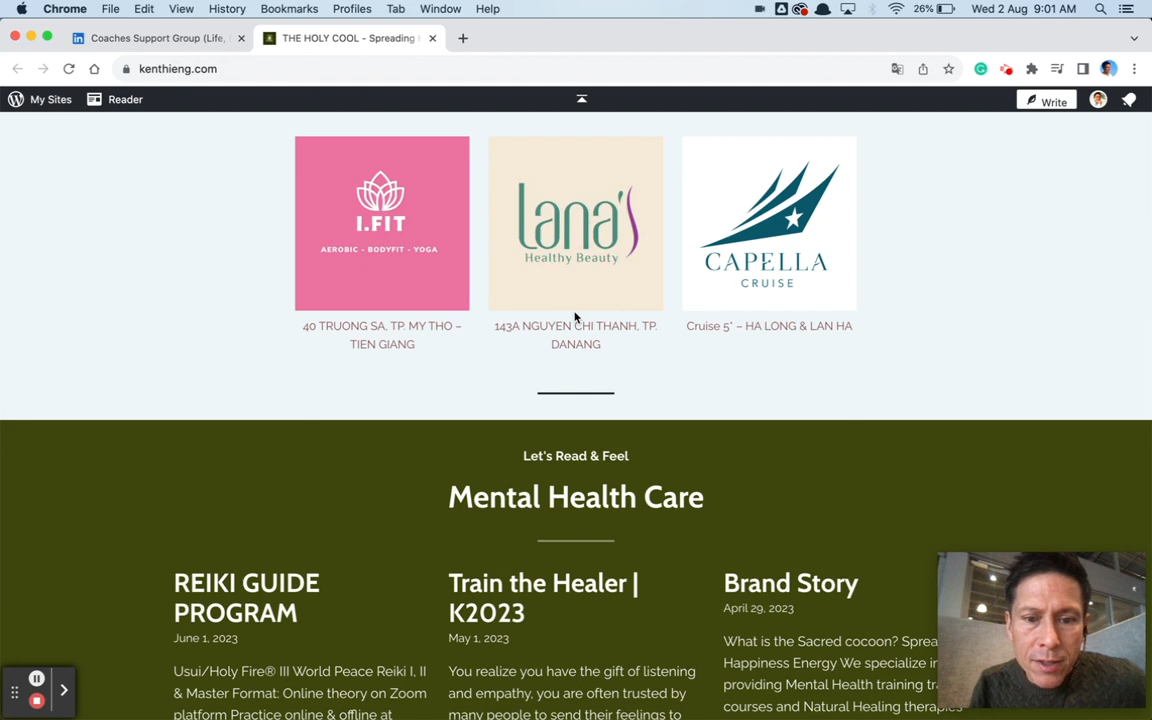 Chrome File Edit View History Bookmarks Profiles Tab Window Help 26% Wed 2 Aug 9:01 AM
Coaches Support Group (Life, THE HOLY COOL - Spreading
kenthieng.com
My Sites Reader Write
I.FIT
AEROBIC - BODYFIT - YOGA
lana's
Healthy Beauty
CAPELLA
CRUISE
40 TRUONG SA, TP. MY THO –
TIEN GIANG
143A NGUYEN CHI THANH, TP.
DANANG
Cruise 5* – HA LONG & LAN HA
Let's Read & Feel
Mental Health Care
REIKI GUIDE
PROGRAM
June 1, 2023
Usui/Holy Fire® III World Peace Reiki I, II
& Master Format: Online theory on Zoom
platform Practice online & offline at
Train the Healer |
K2023
May 1, 2023
You realize you have the gift of listening
and empathy, you are often trusted by
many people to send their feelings to
Brand Story
April 29, 2023
What is the Sacred cocoon?
Happiness Energy We specialize in
providing Mental Health training
courses and Natural Healing therapies